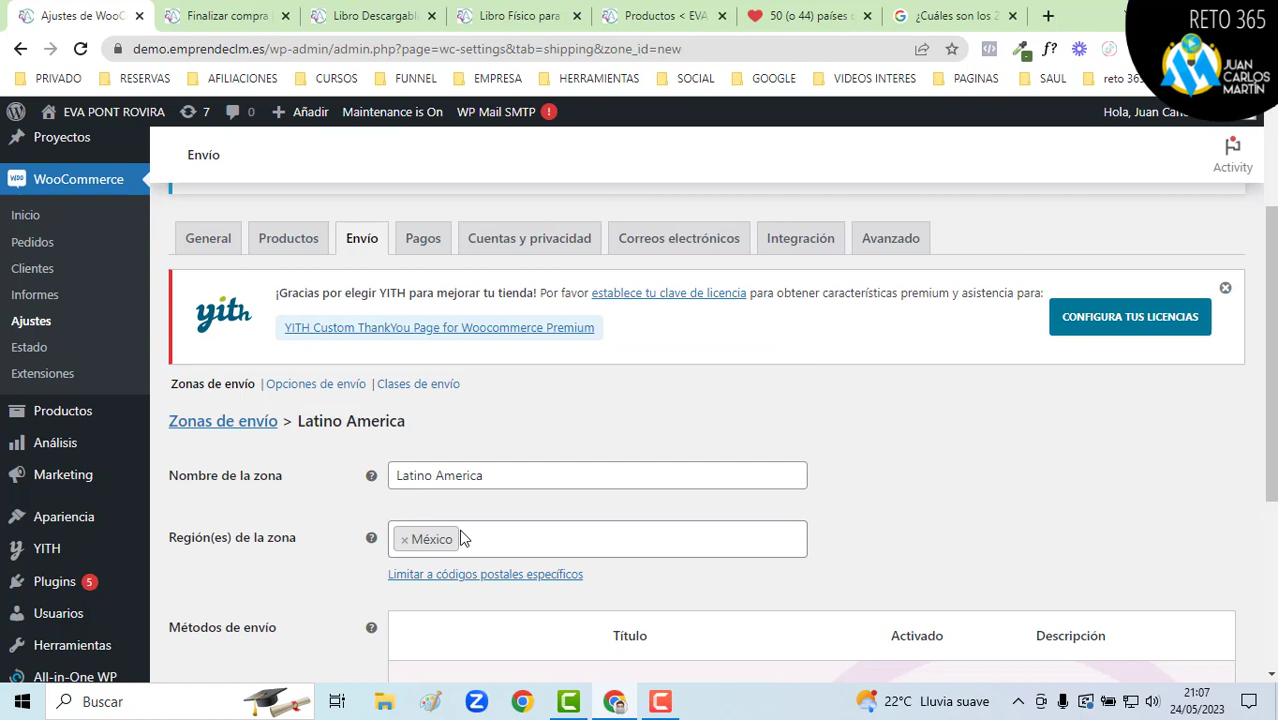 Ajustes de WooC
Finalizar compra
Libro Descargabl
Libro Físico para
Productos < EVA
50 (o 44) países
¿Cuáles son los 2
RETO 365
demo.emprendeclm.es/wp-admin/admin.php?page=wc-settings&tab=shipping&zone_id=new
f?
JUAN
CARLOS
MARTÍN
PRIVADO
RESERVAS
AFILIACIONES
CURSOS
FUNNEL
EMPRESA
HERRAMIENTAS
SOCIAL
GOOGLE
VIDEOS INTERES
PAGINAS
SAUL
reto 365
EVA PONT ROVIRA
7
0
Añadir
Maintenance is On
WP Mail SMTP
!
Hola, Juan Carl
Proyectos
WooCommerce
Inicio
Pedidos
Clientes
Informes
Ajustes
Estado
Extensiones
Productos
Análisis
Marketing
Apariencia
YITH
Plugins 5
Usuarios
Herramientas
All-in-One WP
Envío
Activity
General
Productos
Envío
Pagos
Cuentas y privacidad
Correos electrónicos
Integración
Avanzado
yith
¡Gracias por elegir YITH para mejorar tu tienda! Por favor establece tu clave de licencia para obtener características premium y asistencia para:
YITH Custom ThankYou Page for Woocommerce Premium
CONFIGURA TUS LICENCIAS
Zonas de envío | Opciones de envío | Clases de envío
Zonas de envío > Latino America
Nombre de la zona
Latino America
Región(es) de la zona
× México
Limitar a códigos postales específicos
Métodos de envío
Título
Activado
Descripción
Buscar
22°C Lluvia suave
21:07
24/05/2023